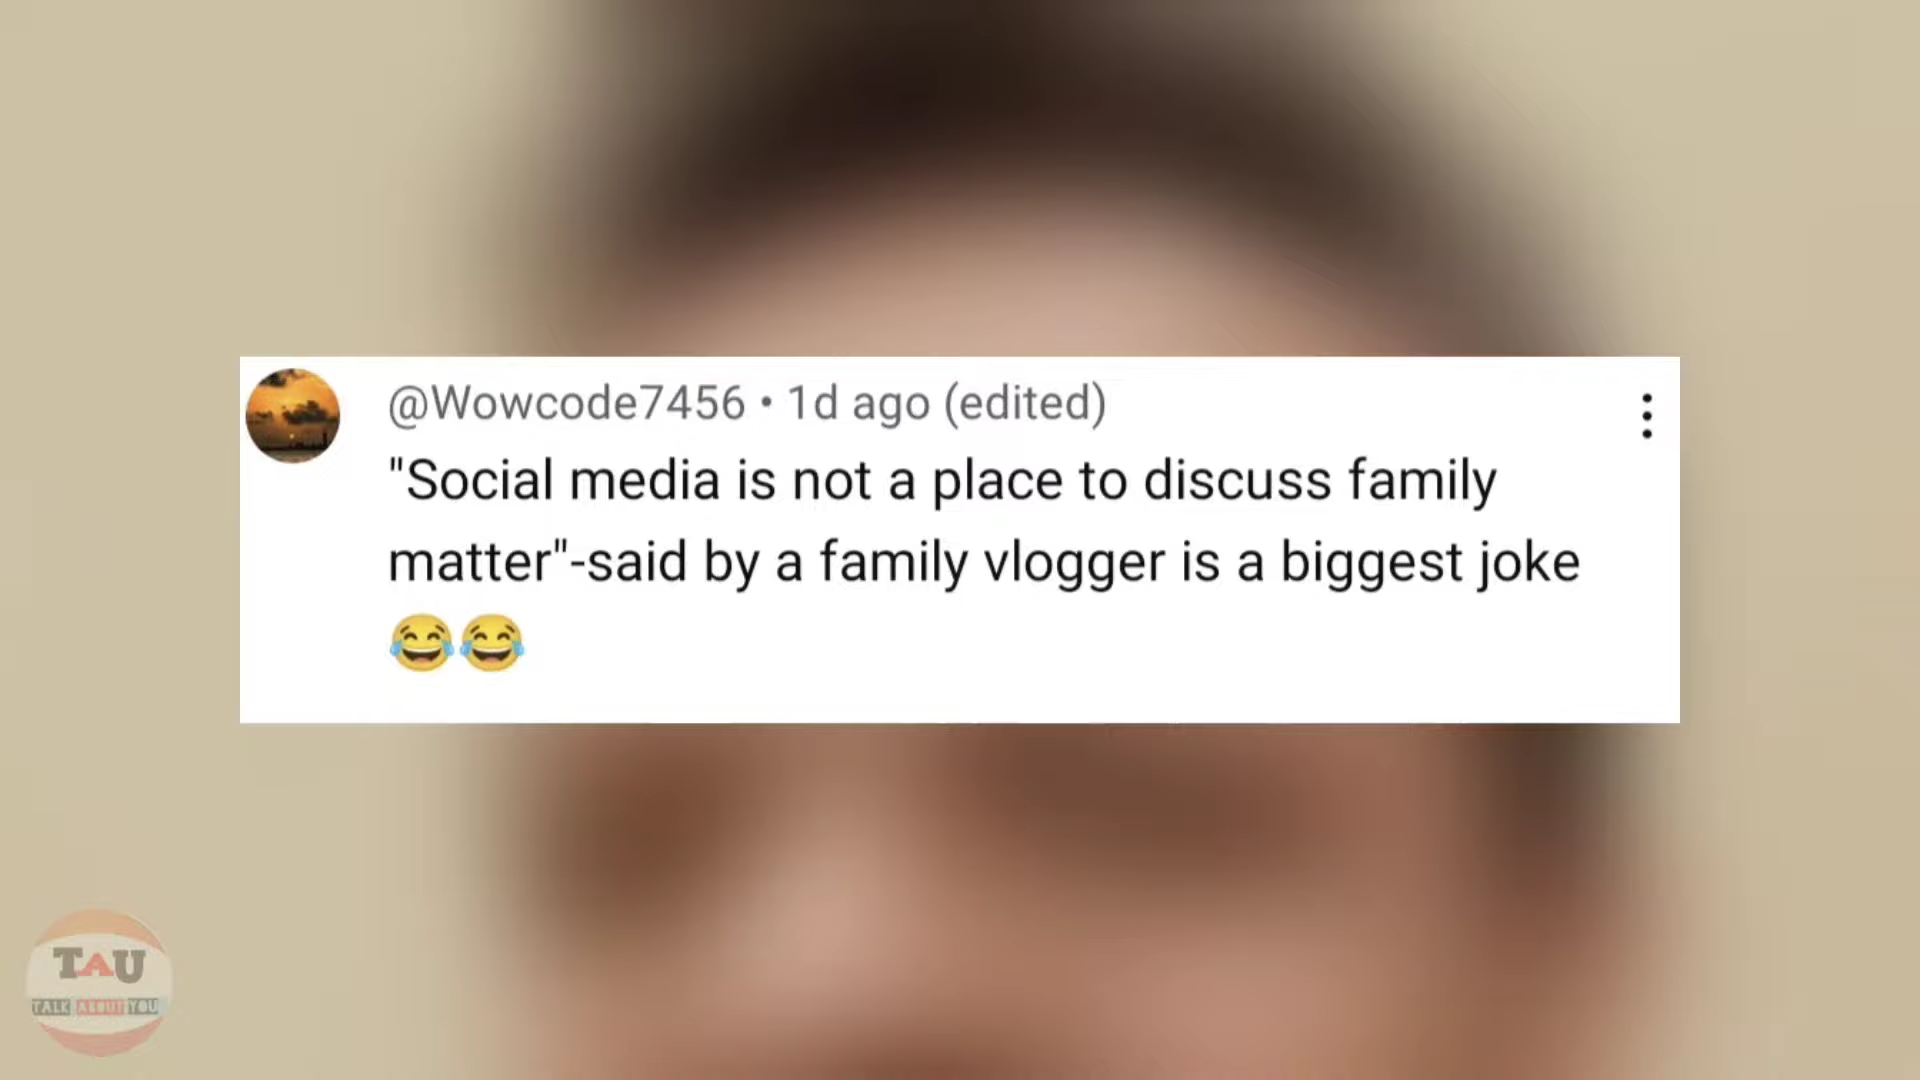 @Wowcode7456 • 1d ago (edited)
"Social media is not a place to discuss family
matter"-said by a family vlogger is a biggest joke
😂😂
TAU
TALK ABOUT YOU